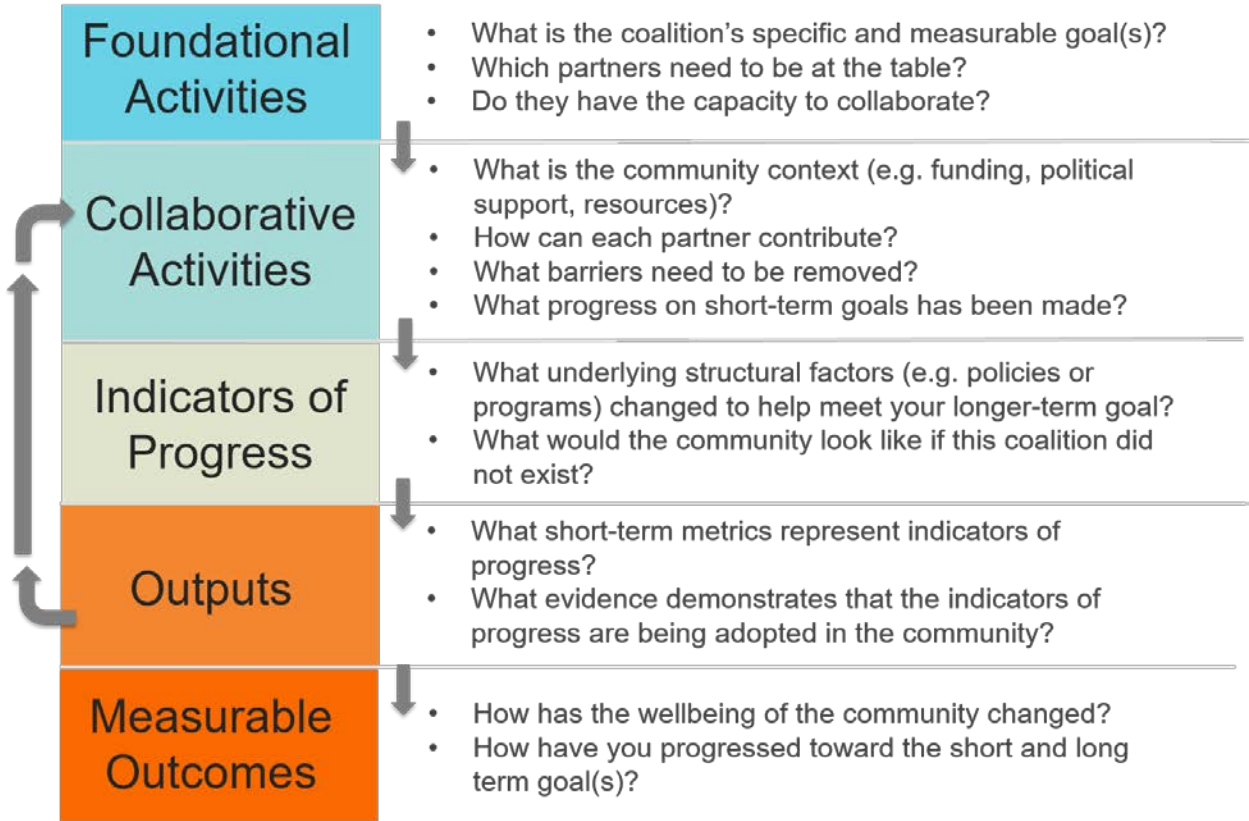 Foundational
Activities
• What is the coalition's specific and measurable goal(s)?
• Which partners need to be at the table?
• Do they have the capacity to collaborate?
Collaborative
Activities
• What is the community context (e.g. funding, political
support, resources)?
• How can each partner contribute?
• What barriers need to be removed?
• What progress on short-term goals has been made?
Indicators of
Progress
• What underlying structural factors (e.g. policies or
programs) changed to help meet your longer-term goal?
• What would the community look like if this coalition did
not exist?
Outputs
• What short-term metrics represent indicators of
progress?
• What evidence demonstrates that the indicators of
progress are being adopted in the community?
Measurable
Outcomes
• How has the wellbeing of the community changed?
• How have you progressed toward the short and long
term goal(s)?